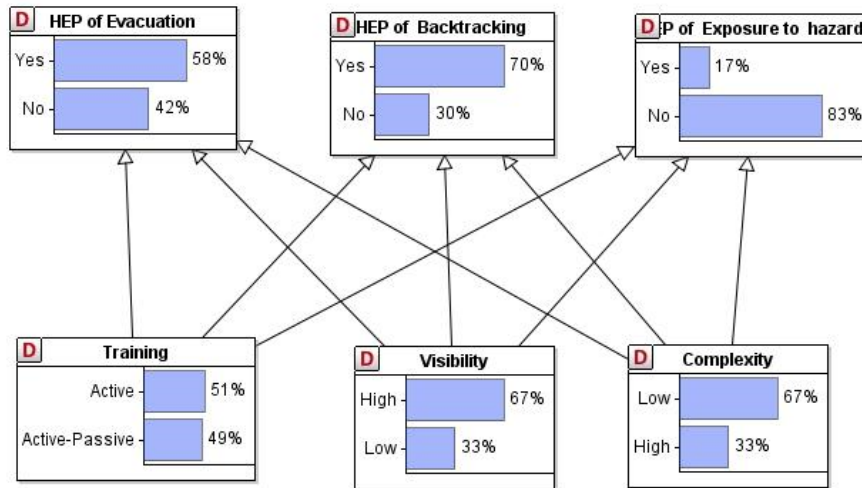 D HEP of Evacuation
Yes 58%
No 42%
D HEP of Backtracking
Yes 70%
No 30%
D EP of Exposure to hazard
Yes 17%
No 83%
D Training
Active 51%
Active-Passive 49%
D Visibility
High 67%
Low 33%
D Complexity
Low 67%
High 33%